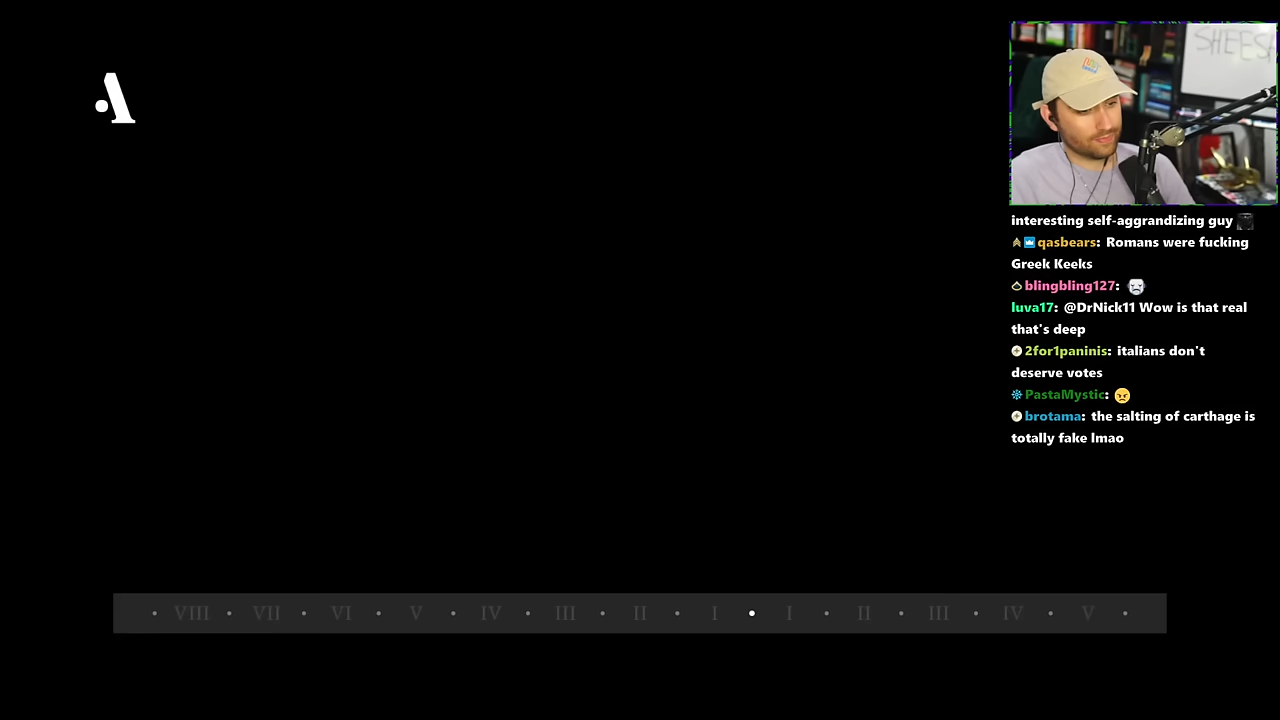 A
SHEESH
interesting self-aggrandizing guy
qasbears: Romans were fucking
Greek Keeks
blingbling127:
luva17: @DrNick11 Wow is that real
that's deep
2for1paninis: italians don't
deserve votes
PastaMystic:
brotama: the salting of carthage is
totally fake lmao
VIII VII VI V IV III II I I II III IV V